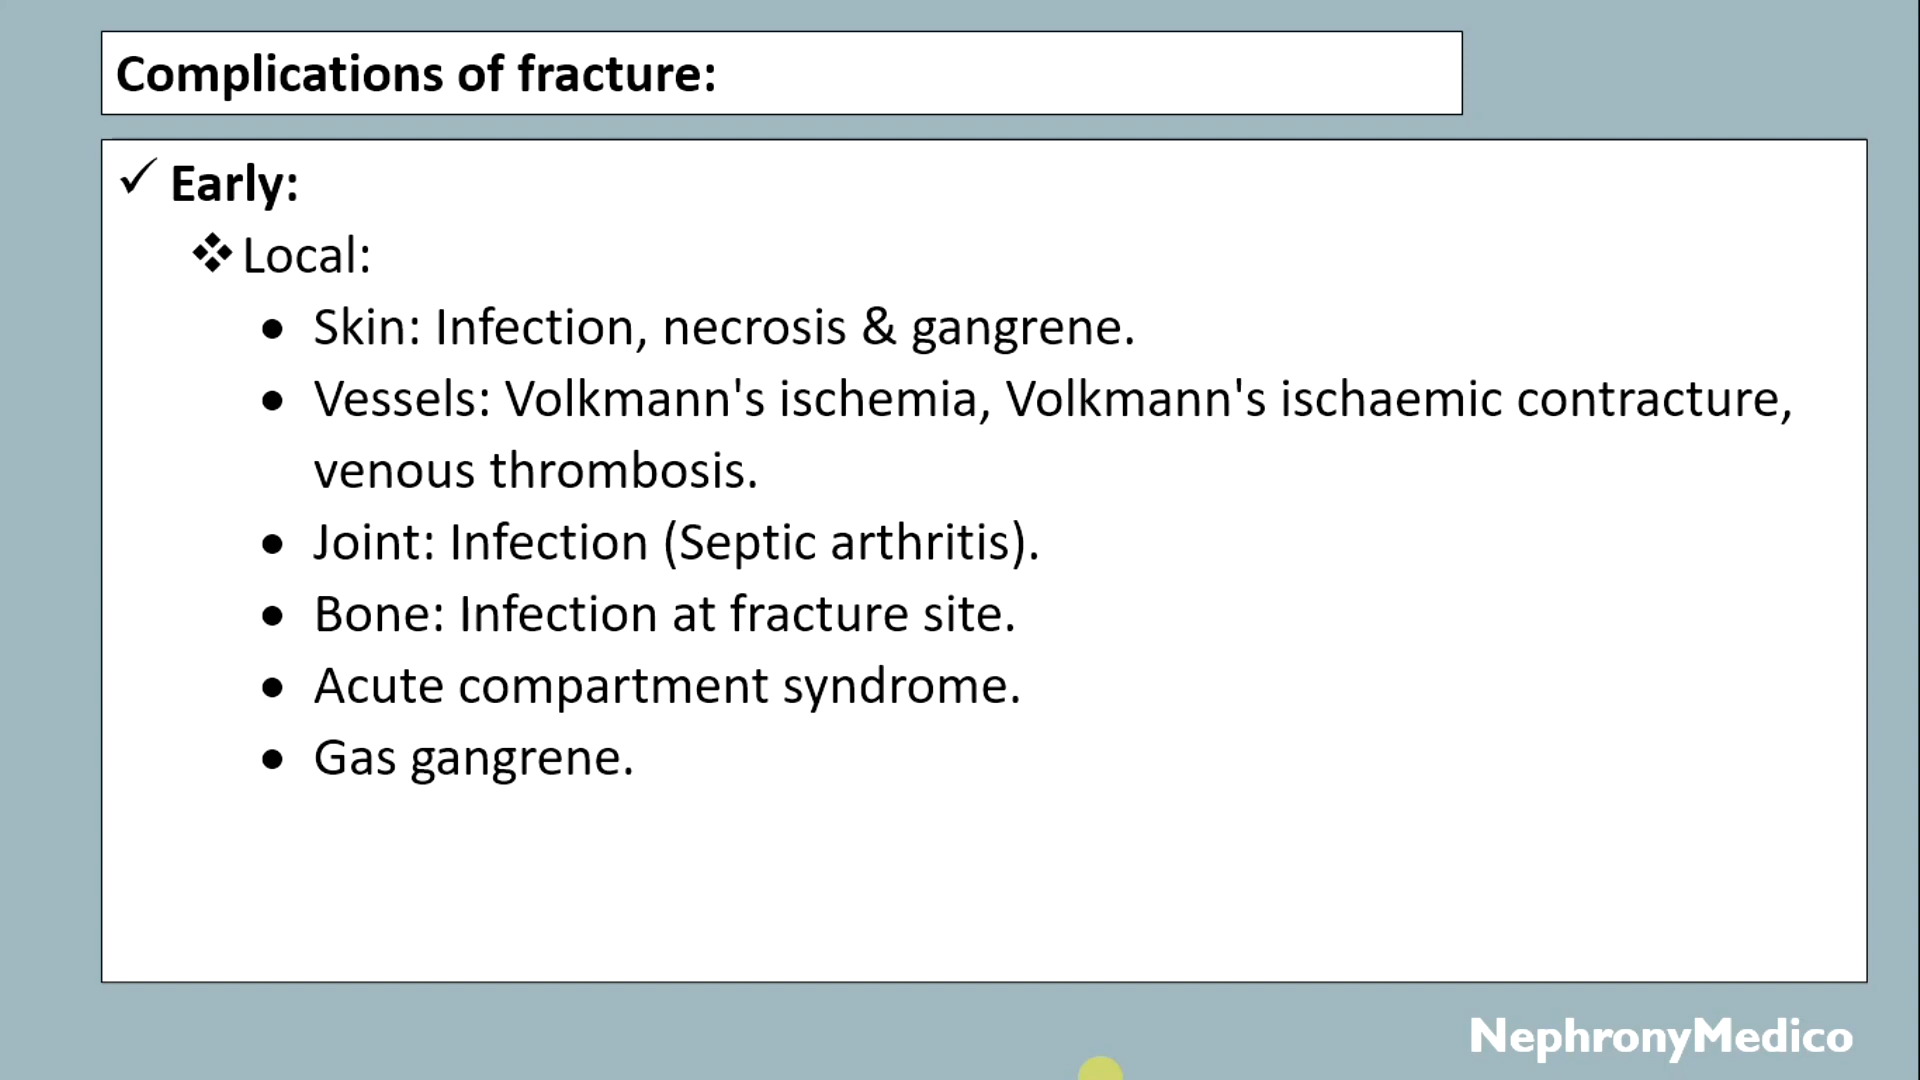 Complications of fracture:
✓ Early:
❖ Local:
• Skin: Infection, necrosis & gangrene.
• Vessels: Volkmann's ischemia, Volkmann's ischaemic contracture,
venous thrombosis.
• Joint: Infection (Septic arthritis).
• Bone: Infection at fracture site.
• Acute compartment syndrome.
• Gas gangrene.
NephronyMedico